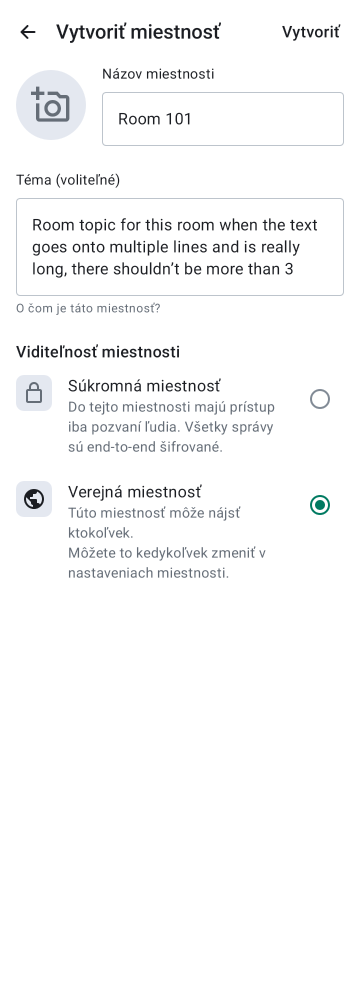 Vytvoriť miestnosť
Vytvoriť
Názov miestnosti
Room 101
Téma (voliteľné)
Room topic for this room when the text
goes onto multiple lines and is really
long, there shouldn’t be more than 3
O čom je táto miestnosť?
Viditeľnosť miestnosti
Súkromná miestnosť
Do tejto miestnosti majú prístup
iba pozvaní ľudia. Všetky správy
sú end-to-end šifrované.
Verejná miestnosť
Túto miestnosť môže nájsť
ktokoľvek.
Môžete to kedykoľvek zmeniť v
nastaveniach miestnosti.